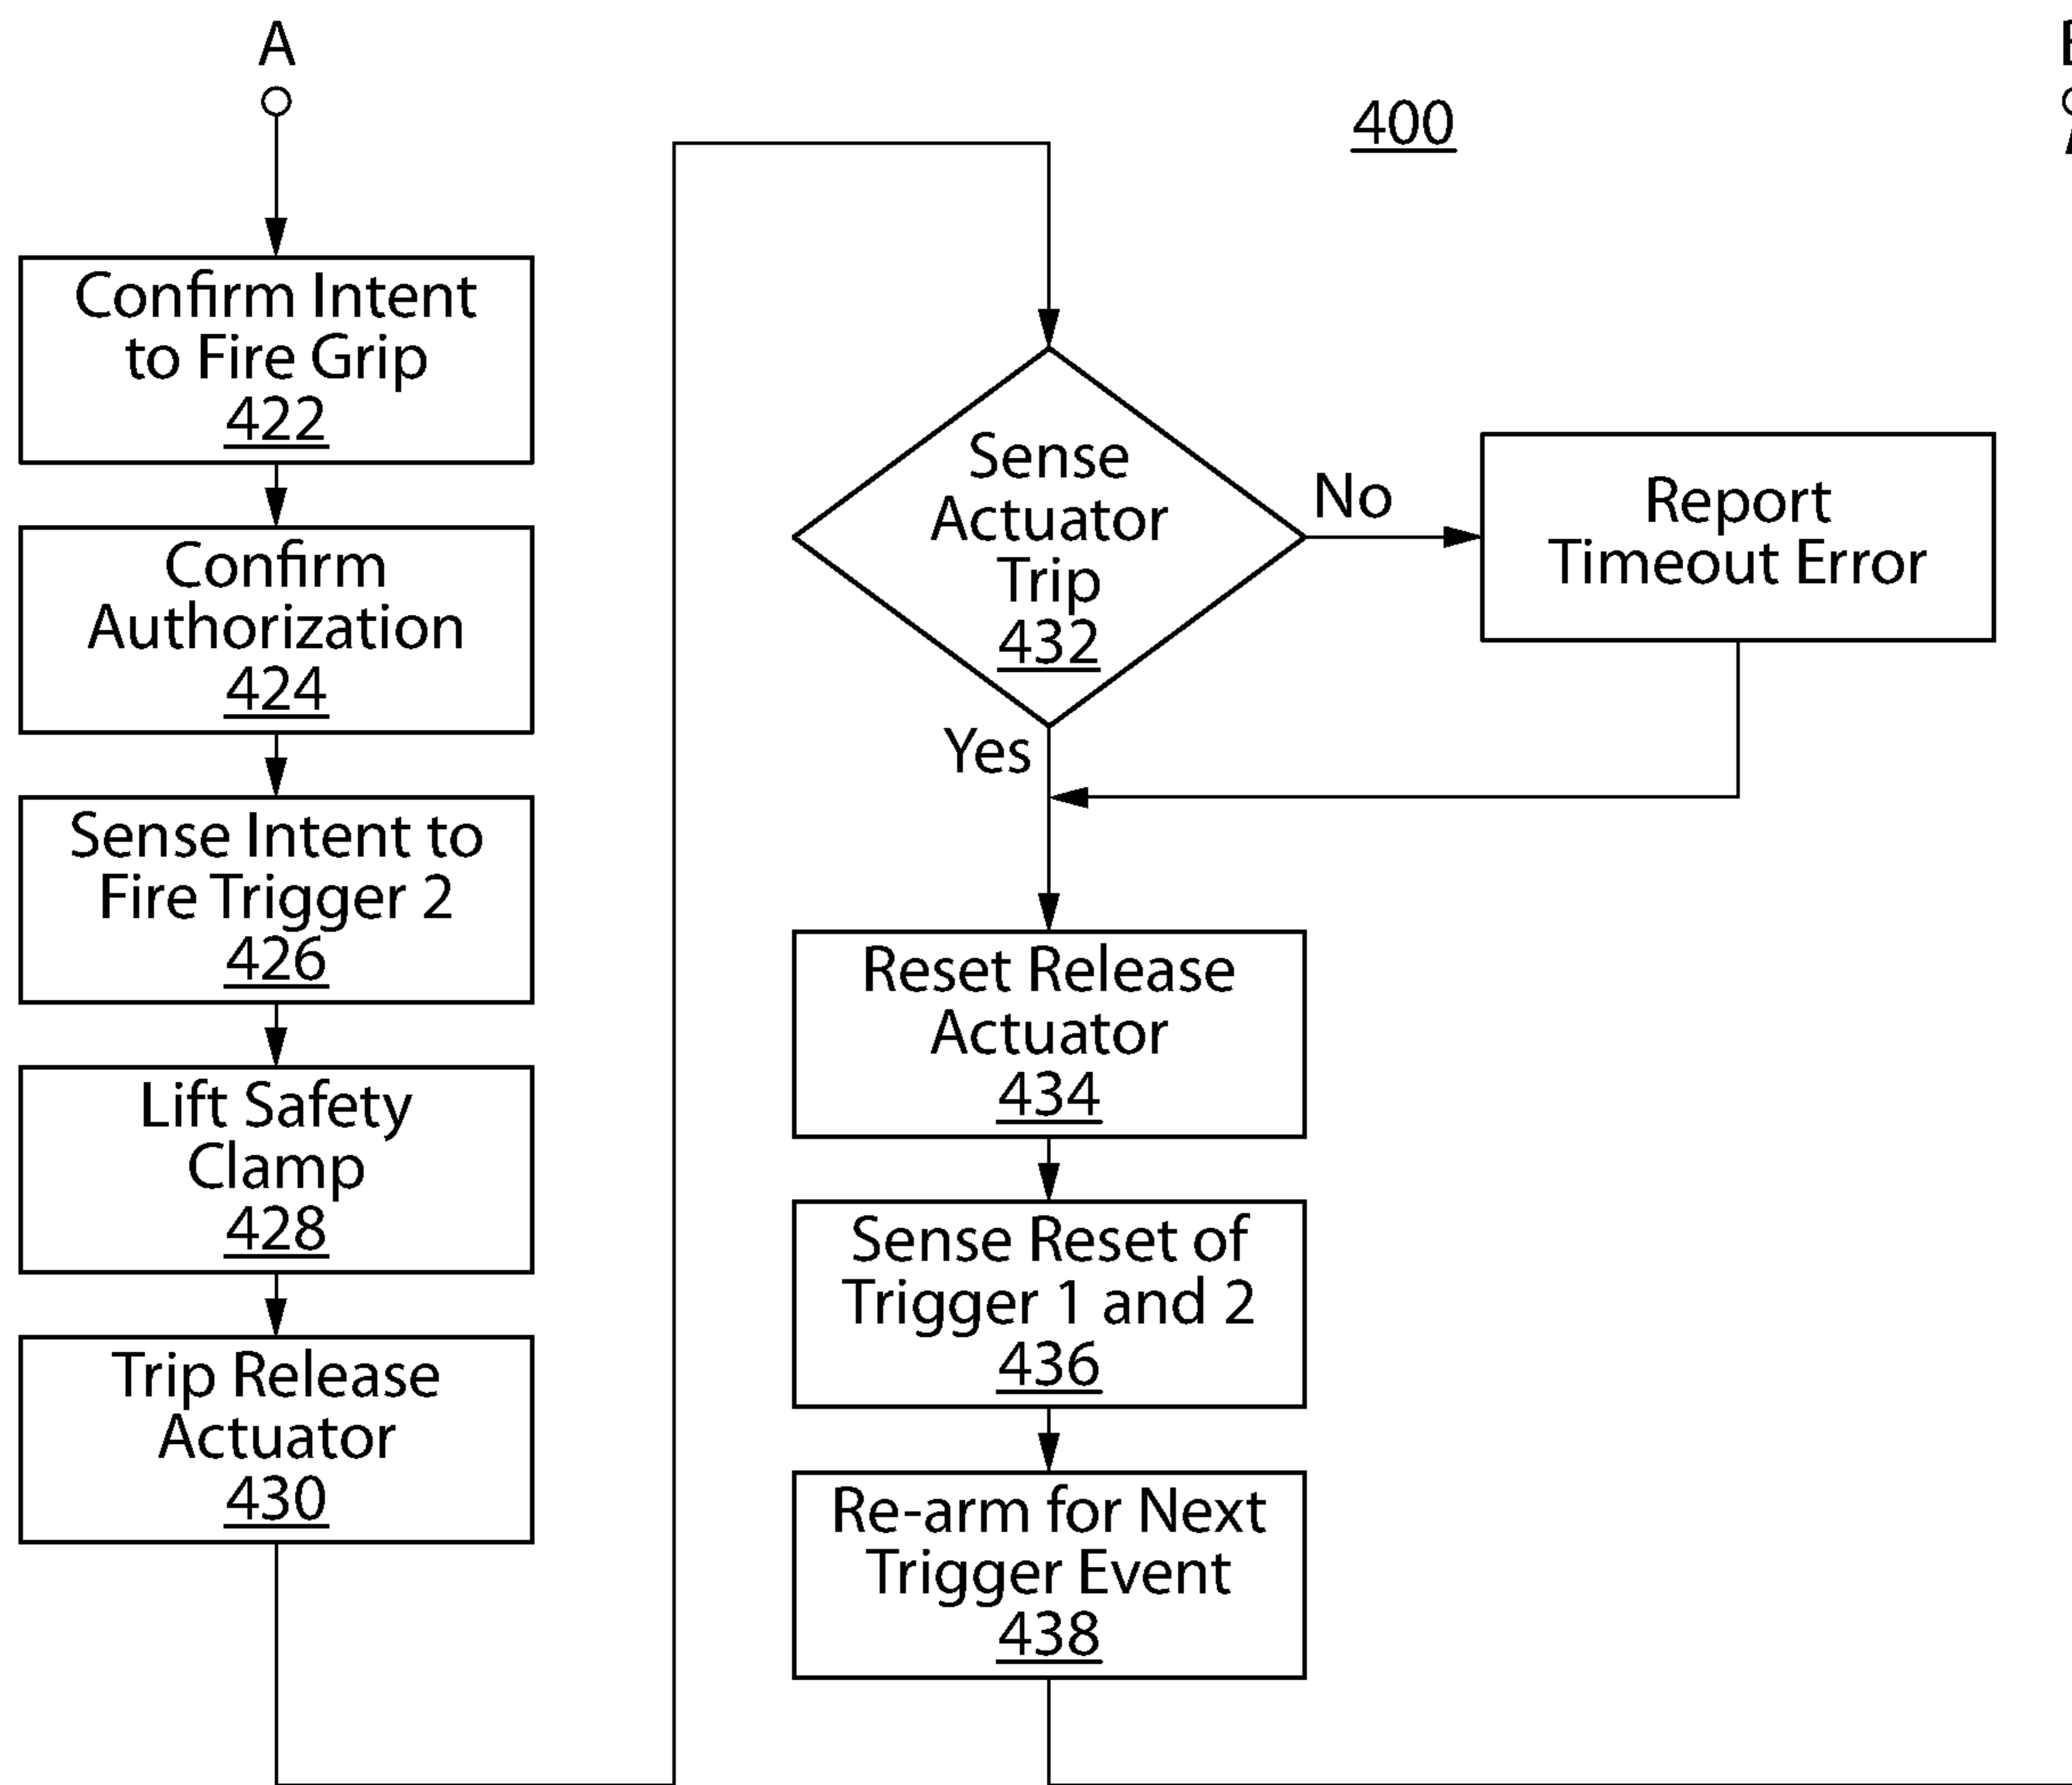 A
400
Confirm Intent
to Fire Grip
422
Confirm
Authorization
424
Sense Intent to
Fire Trigger 2
426
Lift Safety
Clamp
428
Trip Release
Actuator
430
Sense
Actuator
Trip
432
No
Yes
Report
Timeout Error
Reset Release
Actuator
434
Sense Reset of
Trigger 1 and 2
436
Re-arm for Next
Trigger Event
438